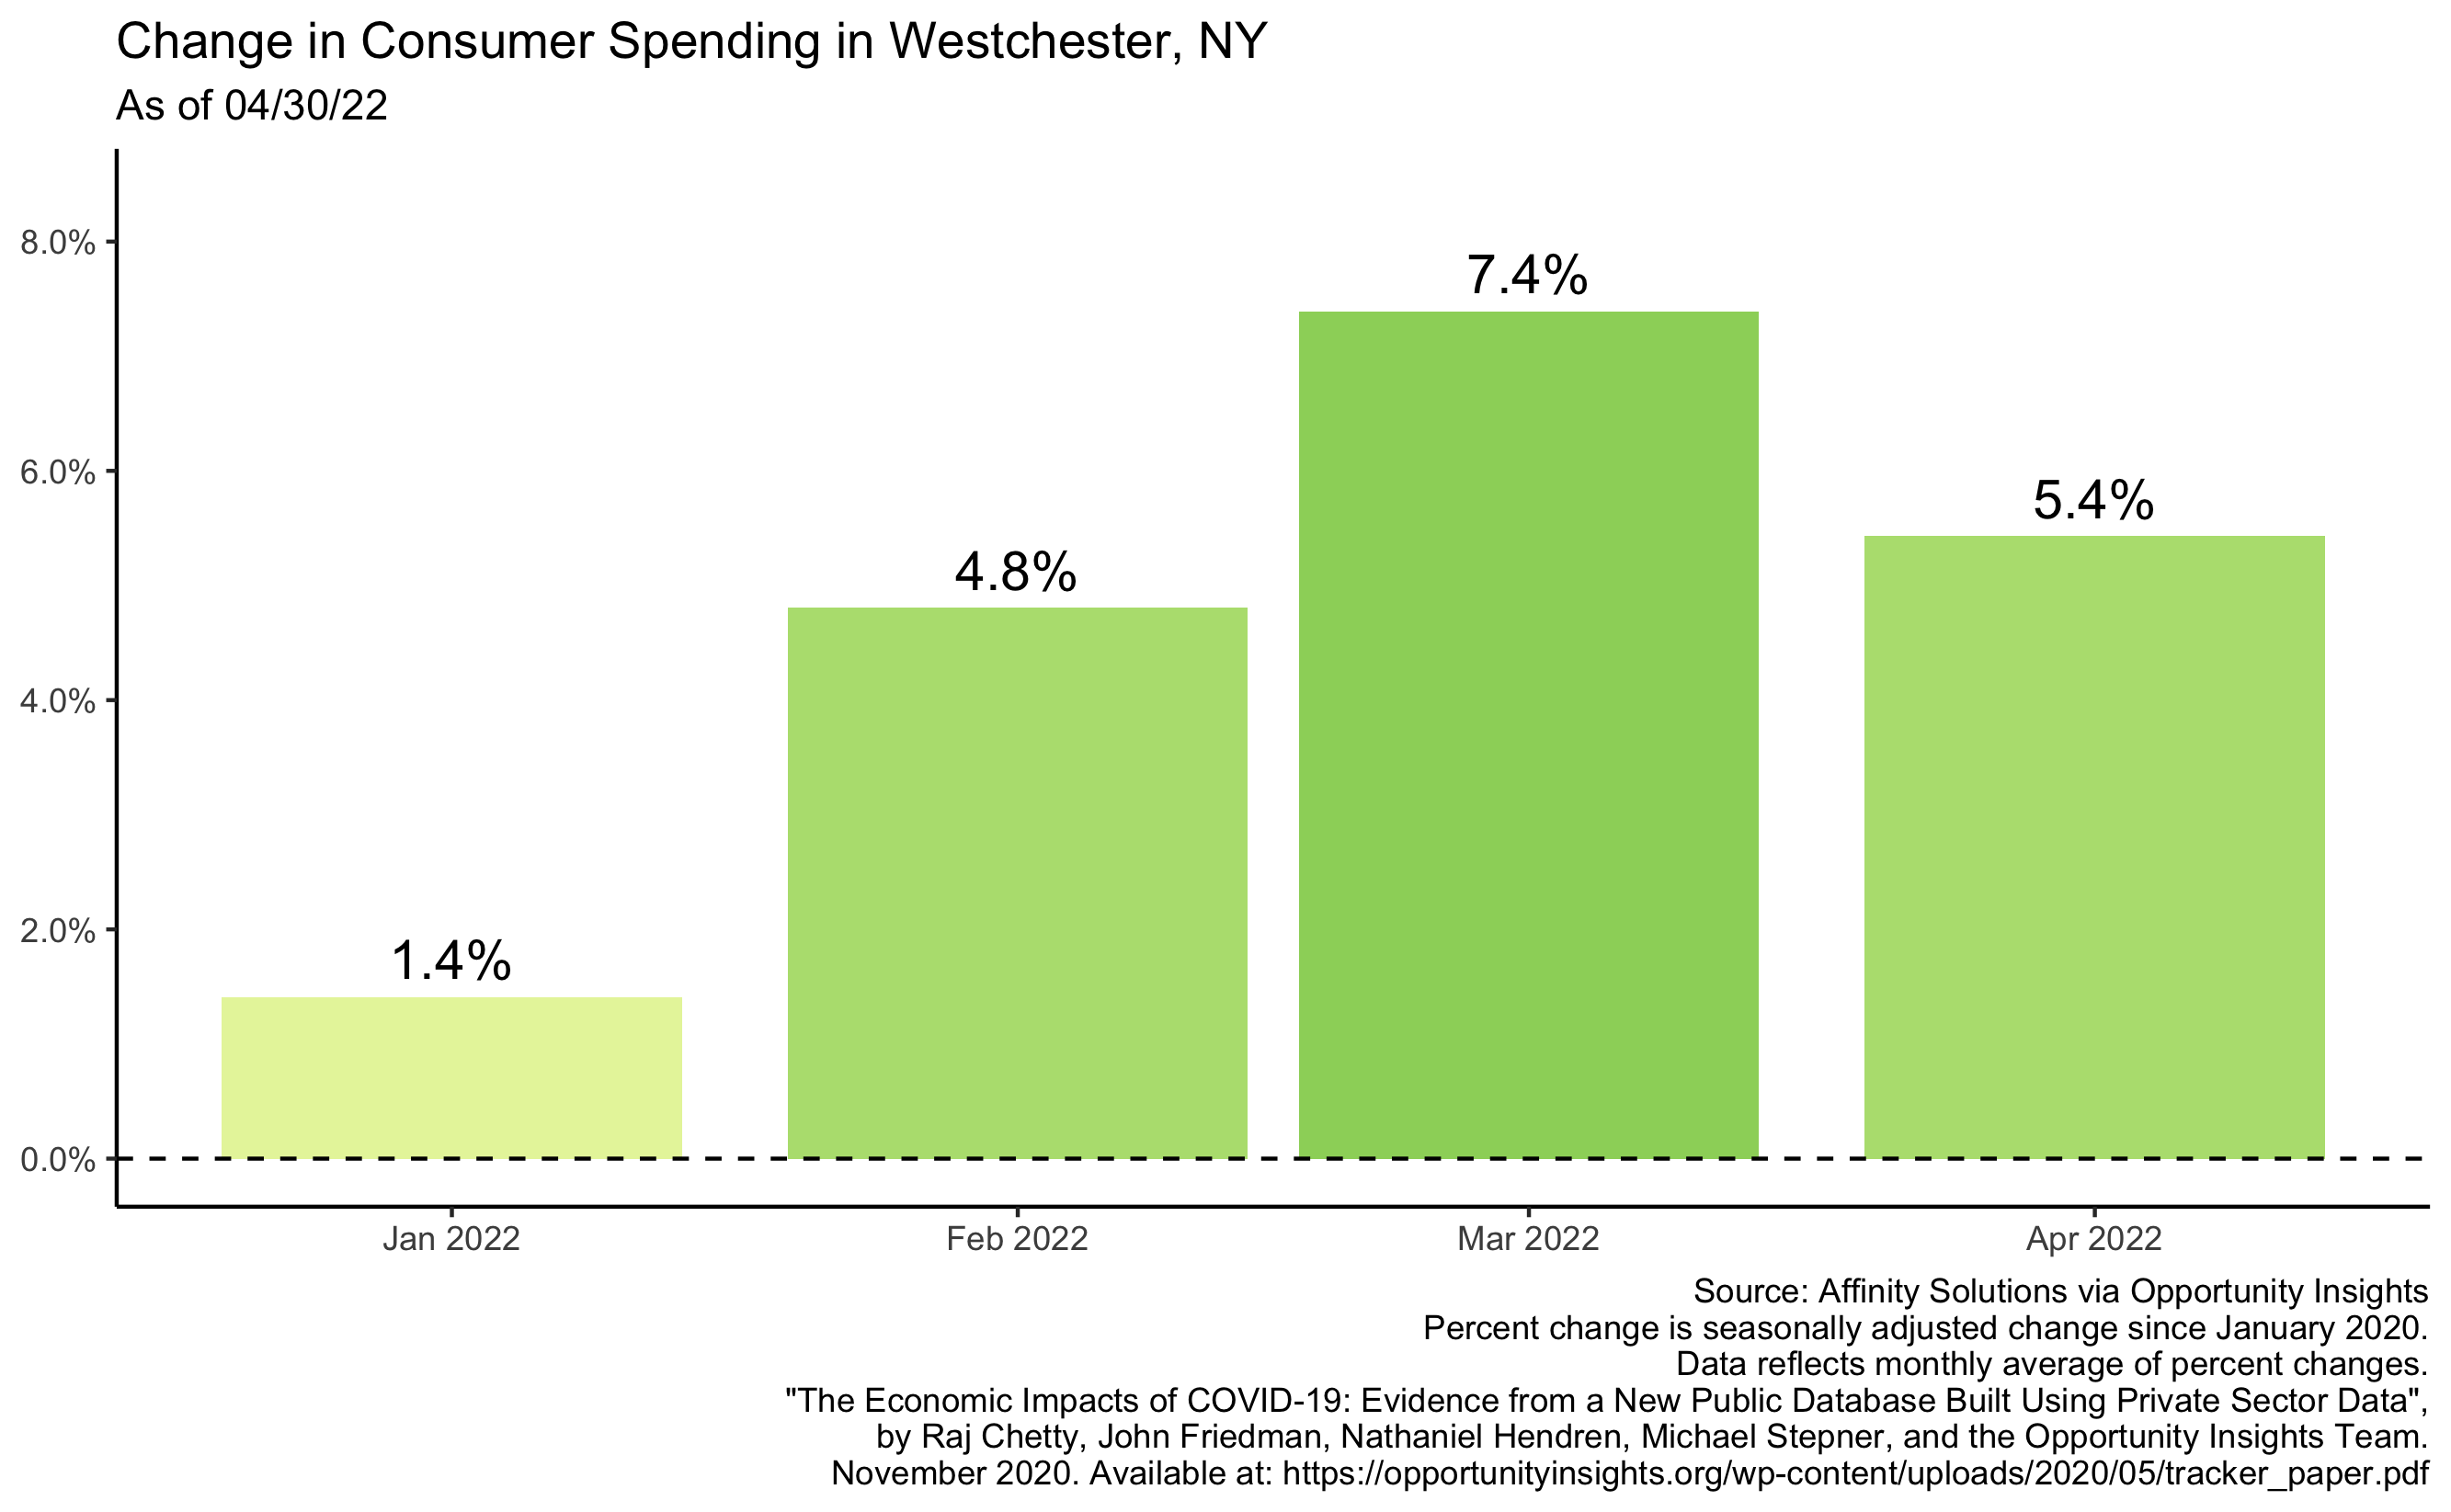 Change in Consumer Spending in Westchester, NY
As of 04/30/22
8.0%
6.0%
4.0%
2.0%
0.0%
1.4%
4.8%
7.4%
5.4%
Jan 2022
Feb 2022
Mar 2022
Apr 2022
Source: Affinity Solutions via Opportunity Insights
Percent change is seasonally adjusted change since January 2020.
Data reflects monthly average of percent changes.
"The Economic Impacts of COVID-19: Evidence from a New Public Database Built Using Private Sector Data",
by Raj Chetty, John Friedman, Nathaniel Hendren, Michael Stepner, and the Opportunity Insights Team.
November 2020. Available at: https://opportunityinsights.org/wp-content/uploads/2020/05/tracker_paper.pdf